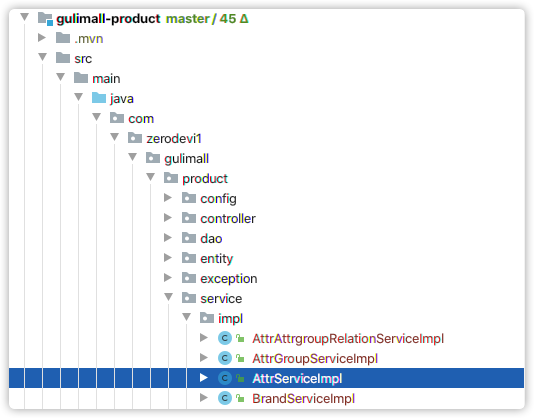 gulimall-product master / 45 Δ
.mvn
src
main
java
com
zerodevi1
gulimall
product
config
controller
dao
entity
exception
service
impl
AttrAttrgroupRelationServiceImpl
AttrGroupServiceImpl
AttrServiceImpl
BrandServiceImpl